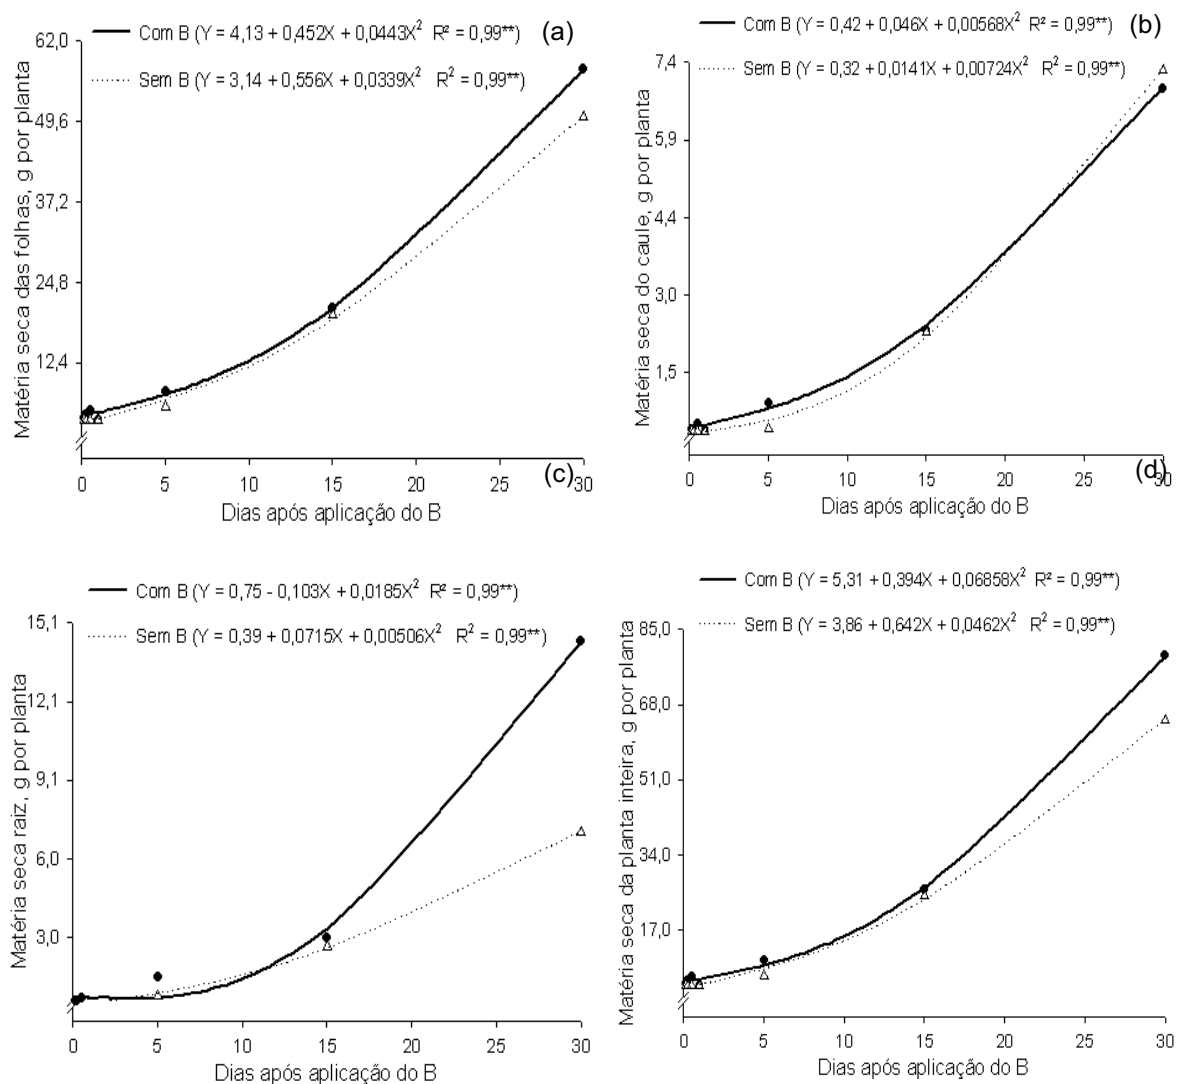 Com B (Y = 4,13 + 0,452X + 0,0443X² R² = 0,99**)
(a)
Sem B (Y = 3,14 + 0,556X + 0,0339X² R² = 0,99**)
62,0
49,6
37,2
24,8
12,4
Matéria seca das folhas, g por planta
0 5 10 15 20 25 30
Dias após aplicação do B
Com B (Y = 0,42 + 0,046X + 0,00568X² R² = 0,99**)
(b)
Sem B (Y = 0,32 + 0,0141X + 0,00724X² R² = 0,99**)
7,4
5,9
4,4
3,0
1,5
Matéria seca do caule, g por planta
0 5 10 15 20 25 30
Dias após aplicação do B
(c)
Com B (Y = 0,75 - 0,103X + 0,0185X² R² = 0,99**)
Sem B (Y = 0,39 + 0,0715X + 0,00506X² R² = 0,99**)
15,1
12,1
9,1
6,0
3,0
Matéria seca raiz, g por planta
0 5 10 15 20 25 30
Dias após aplicação do B
(d)
Com B (Y = 5,31 + 0,394X + 0,06858X² R² = 0,99**)
Sem B (Y = 3,86 + 0,642X + 0,0462X² R² = 0,99**)
85,0
68,0
51,0
34,0
17,0
Matéria seca da planta inteira, g por planta
0 5 10 15 20 25 30
Dias após aplicação do B